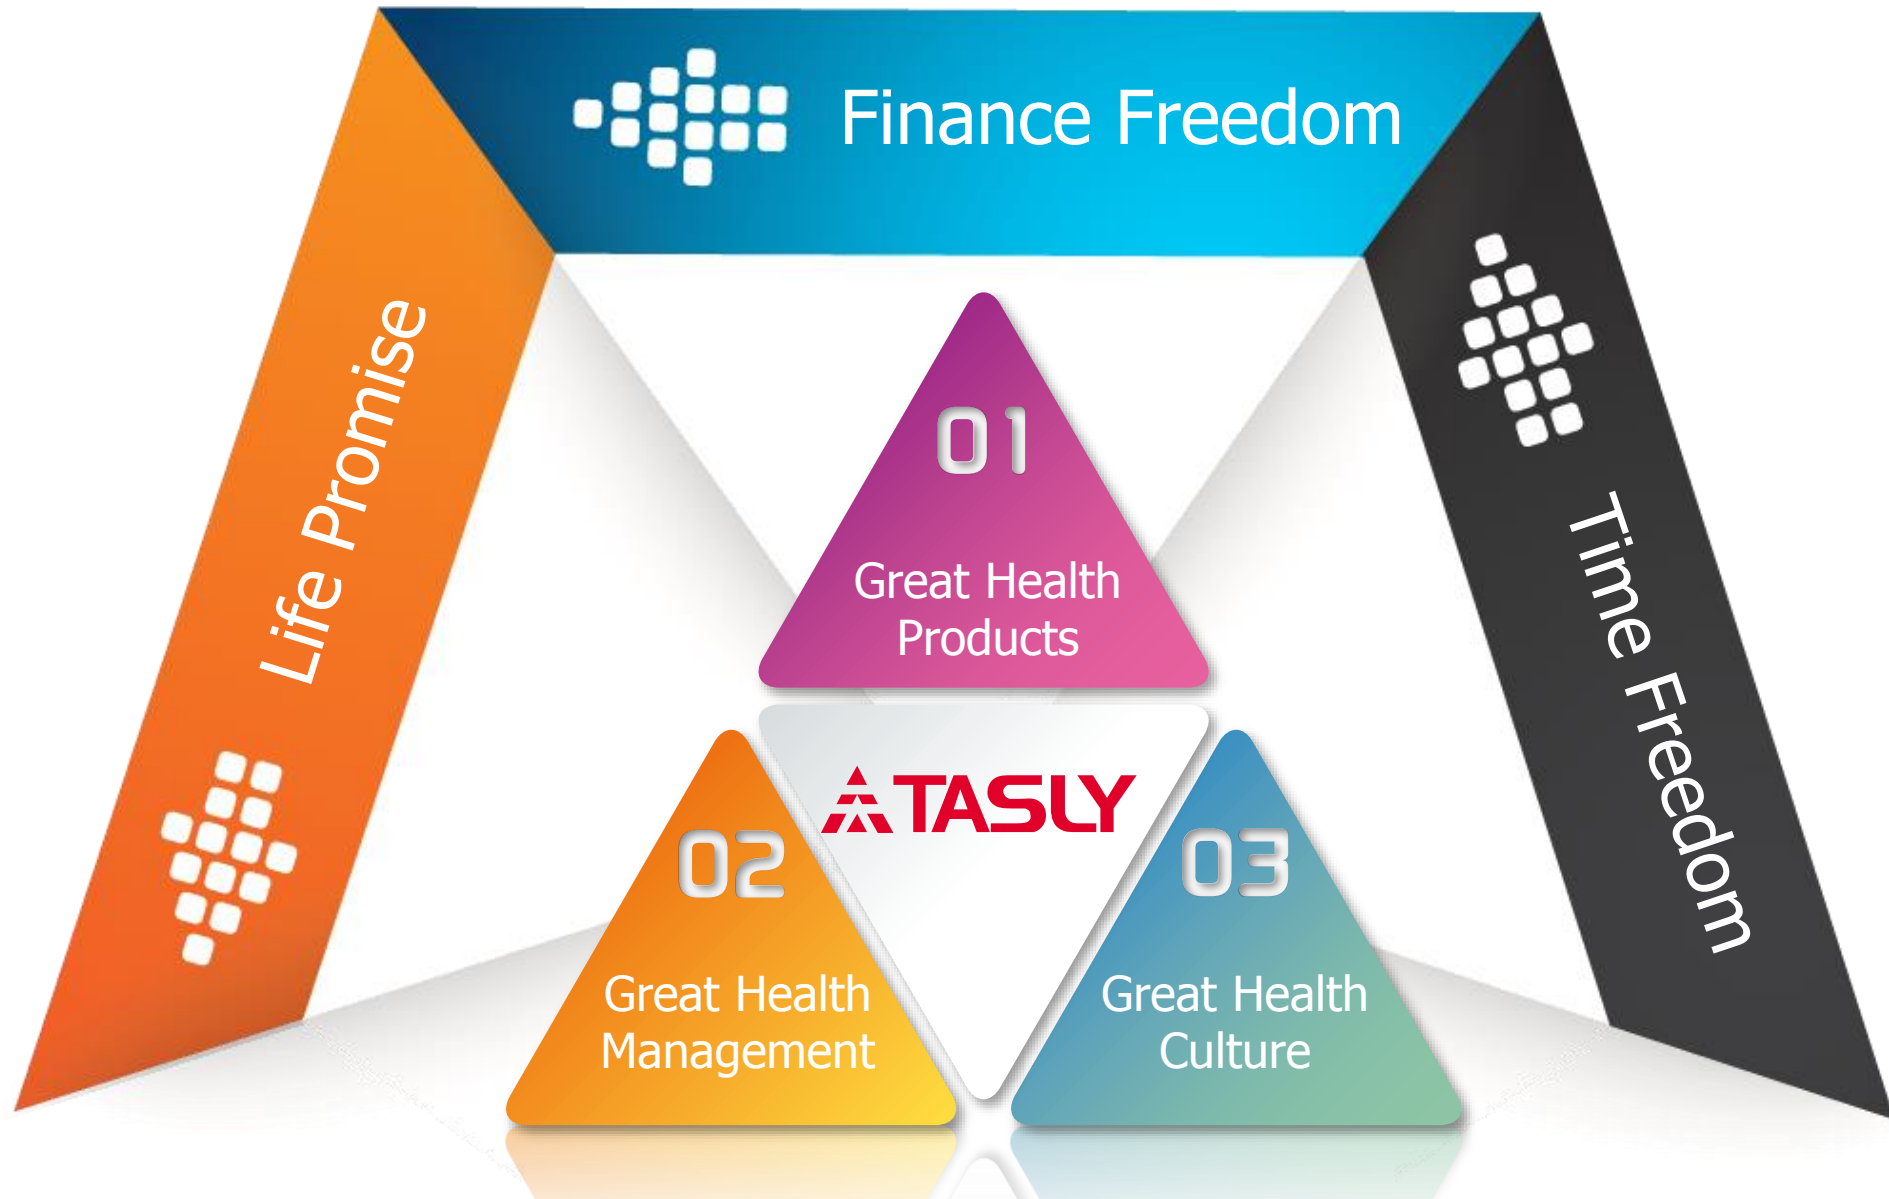 Finance Freedom
Life Promise
Time Freedom
01
Great Health
Products
TASLY
02
Great Health
Management
03
Great Health
Culture